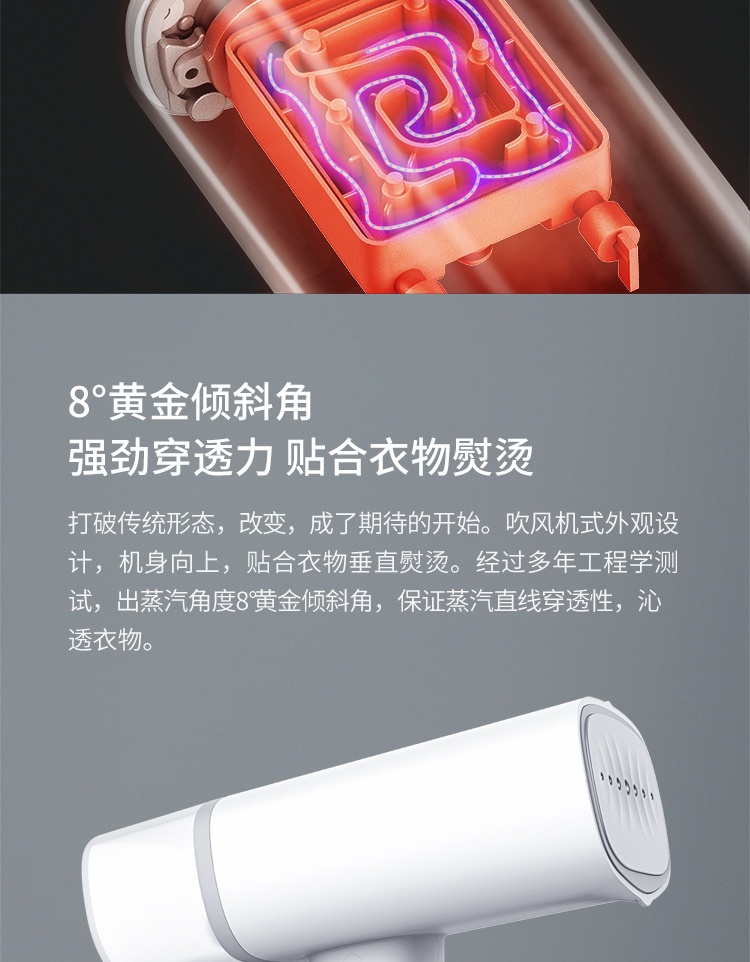 8°黄金倾斜角
强劲穿透力 贴合衣物熨烫
打破传统形态，改变，成了期待的开始。吹风机式外观设
计，机身向上，贴合衣物垂直熨烫。经过多年工程学测
试，出蒸汽角度8°黄金倾斜角，保证蒸汽直线穿透性，沁
透衣物。